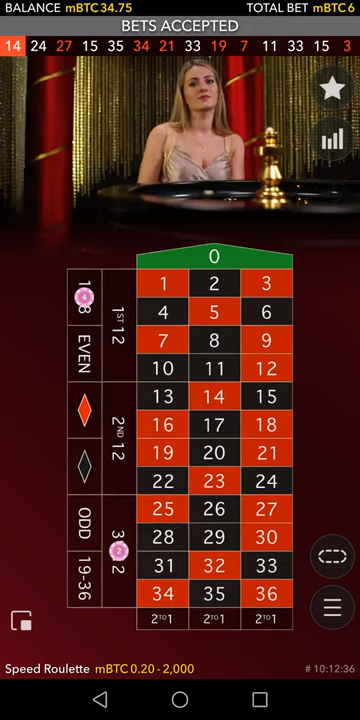 BALANCE mBTC 34.75 TOTAL BET mBTC 6
BETS ACCEPTED
14 24 27 15 35 34 21 33 19 7 11 33 15 3
0
1 2 3
4 5 6
7 8 9
10 11 12
13 14 15
16 17 18
19 20 21
22 23 24
25 26 27
28 29 30
31 32 33
34 35 36
2TO1 2TO1 2TO1
1ST 12
2ND 12
3 2
2
1 8
4
EVEN
ODD
19-36
Speed Roulette mBTC 0.20 - 2,000 # 10:12:36